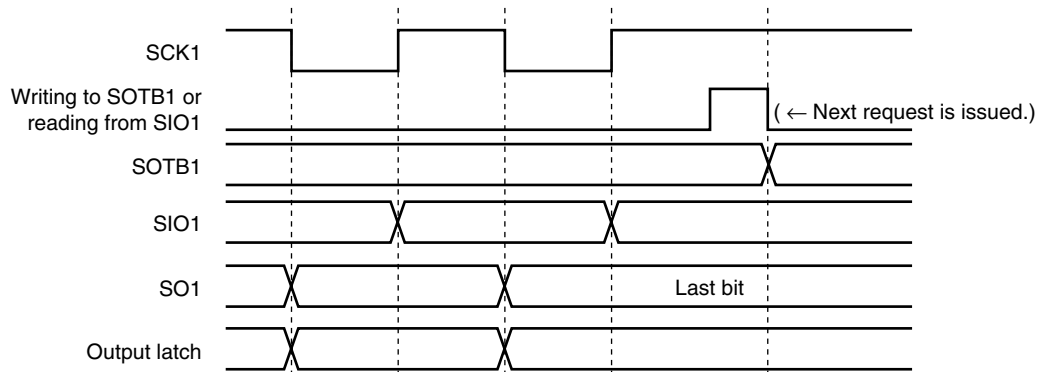 SCK1
Writing to SOTB1 or
reading from SIO1
( ← Next request is issued.)
SOTB1
SIO1
SO1
Last bit
Output latch